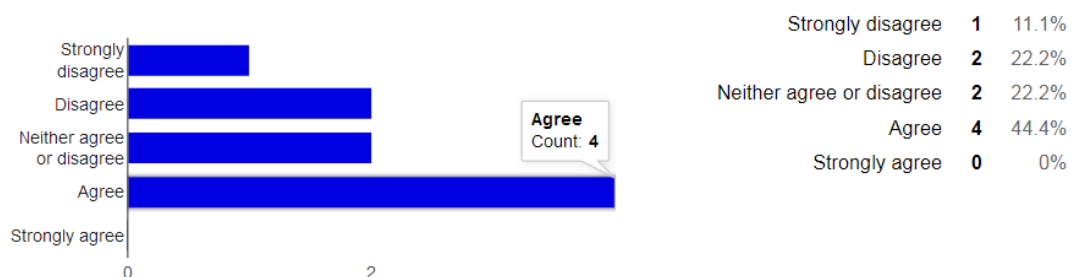 Strongly
disagree
Disagree
Neither agree
or disagree
Agree
Strongly agree
0
2
Agree
Count: 4
Strongly disagree 1 11.1%
Disagree 2 22.2%
Neither agree or disagree 2 22.2%
Agree 4 44.4%
Strongly agree 0 0%